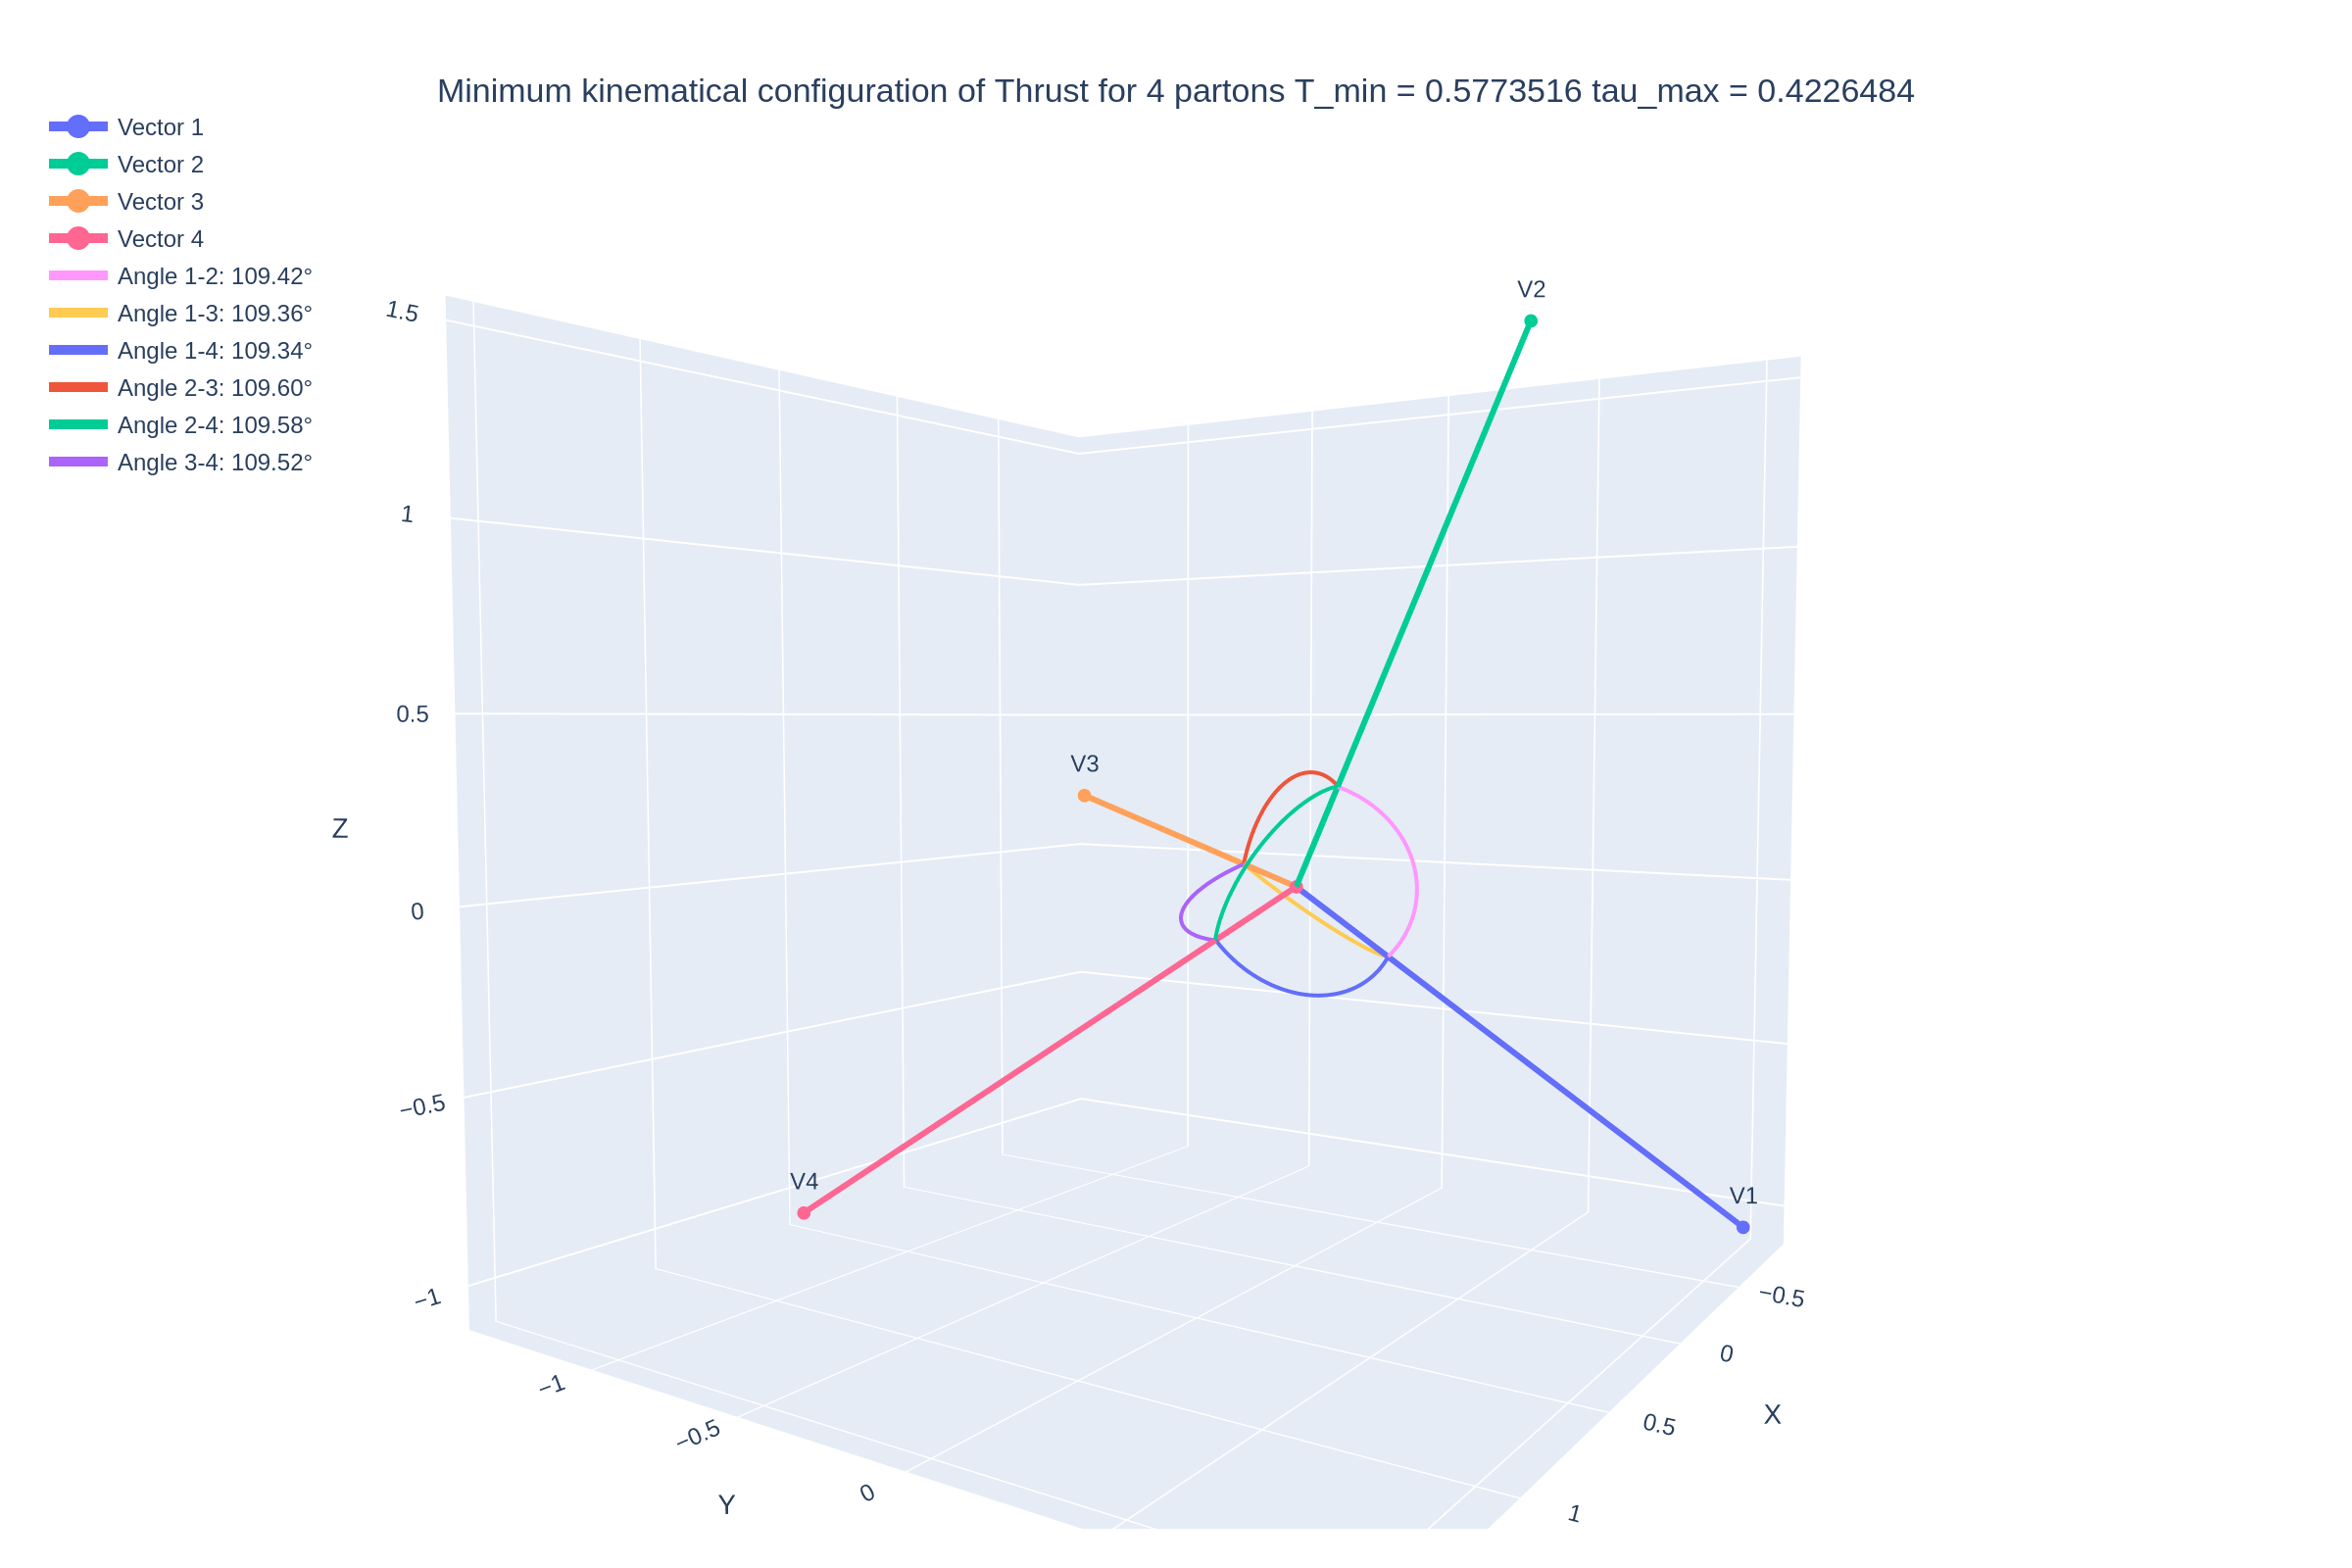 Minimum kinematical configuration of Thrust for 4 partons T_min = 0.5773516 tau_max = 0.4226484
Vector 1
Vector 2
Vector 3
Vector 4
Angle 1-2: 109.42°
Angle 1-3: 109.36°
Angle 1-4: 109.34°
Angle 2-3: 109.60°
Angle 2-4: 109.58°
Angle 3-4: 109.52°
V2
V3
V4
V1
1.5
1
0.5
0
−0.5
−1
Z
−1
−0.5
0
Y
−0.5
0
0.5
1
X